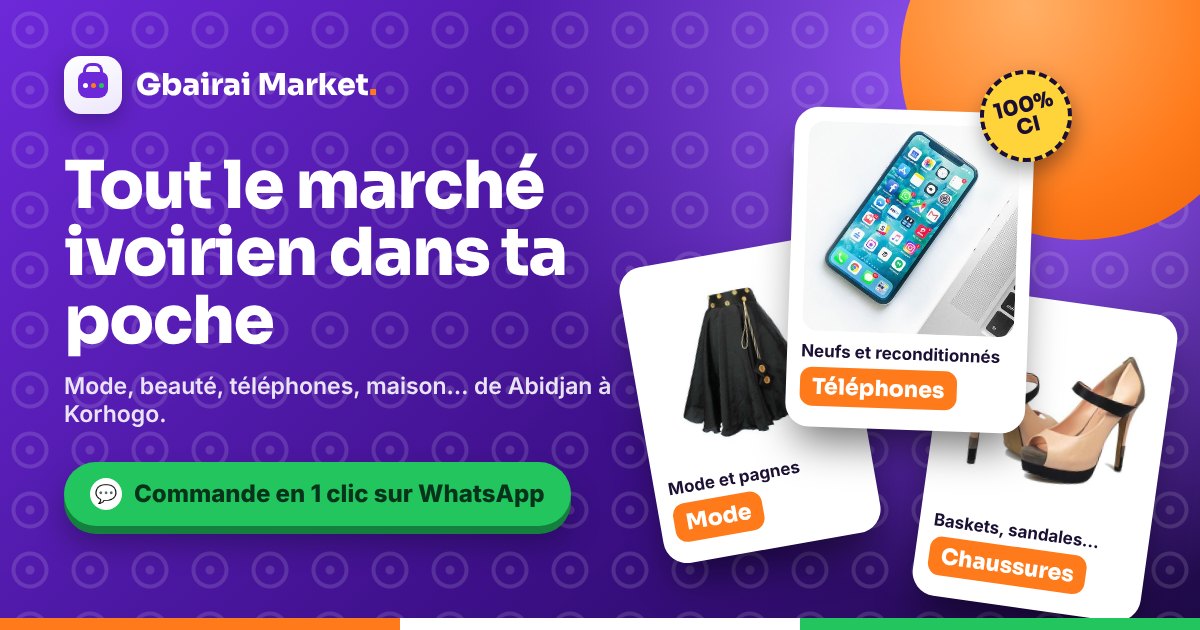 Gbairai Market.
Tout le marché
ivoirien dans ta
poche
Mode, beauté, téléphones, maison... de Abidjan à
Korhogo.
Commande en 1 clic sur WhatsApp
100%
CI
Neufs et reconditionnés
Téléphones
Mode et pagnes
Mode
Baskets, sandales...
Chaussures